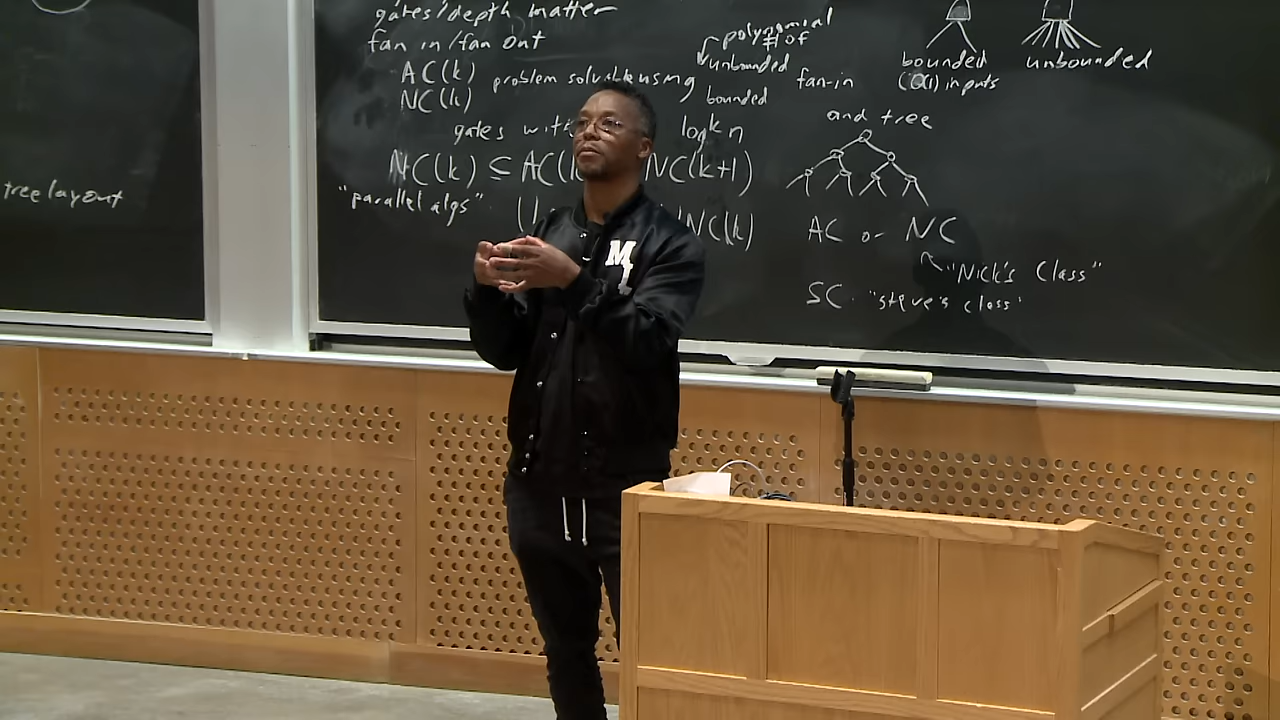 tree layout
gates/depth matter
fan in/fan out
AC(k)
NC(k)
problem solvable using
polynomial
# of
unbounded
bounded
fan-in
gates with
log^k n
NC(k) ⊆ AC(k NC(k+1)
"parallel algs"
NC(k)
bounded
(O(1)) inputs
unbounded
and tree
AC or NC
"Nick's Class"
SC "Steve's class"
M